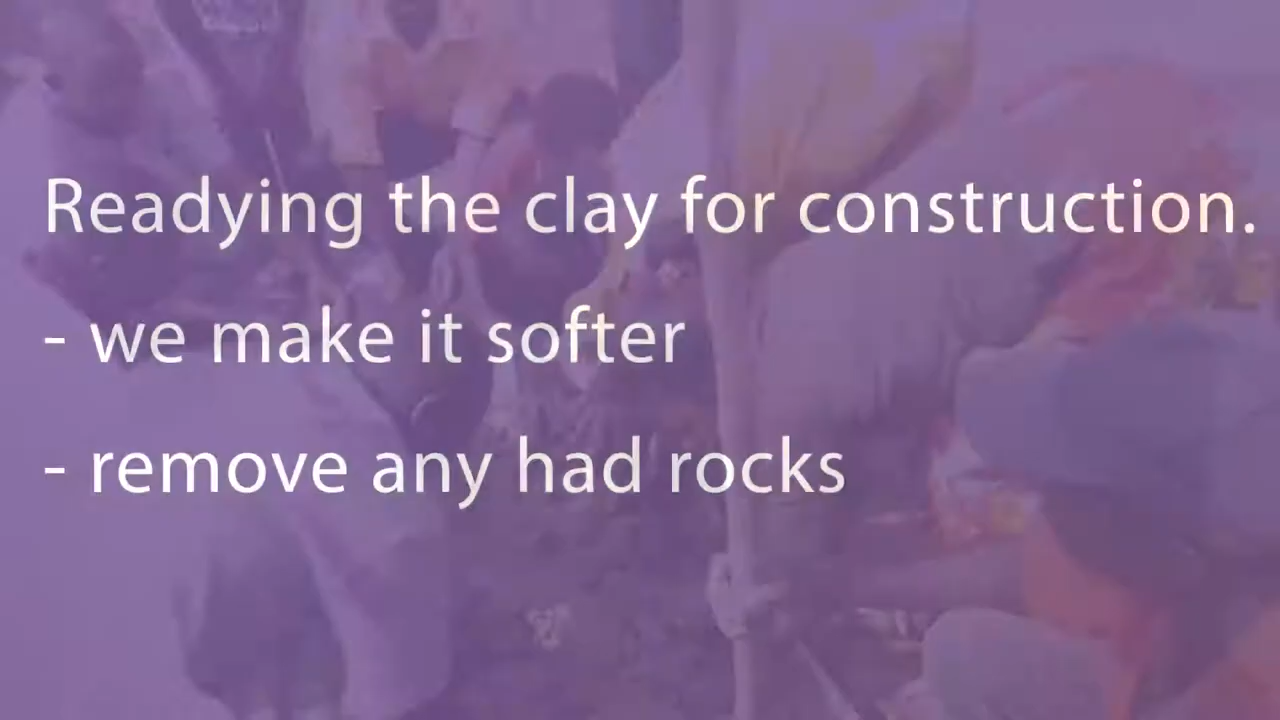 Readying the clay for construction.
- we make it softer
- remove any had rocks